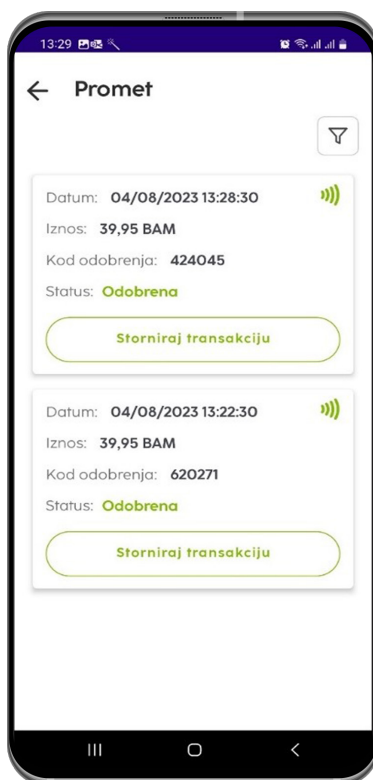 13:29
Promet
Datum: 04/08/2023 13:28:30
Iznos: 39,95 BAM
Kod odobrenja: 424045
Status: Odobrena
Storniraj transakciju
Datum: 04/08/2023 13:22:30
Iznos: 39,95 BAM
Kod odobrenja: 620271
Status: Odobrena
Storniraj transakciju